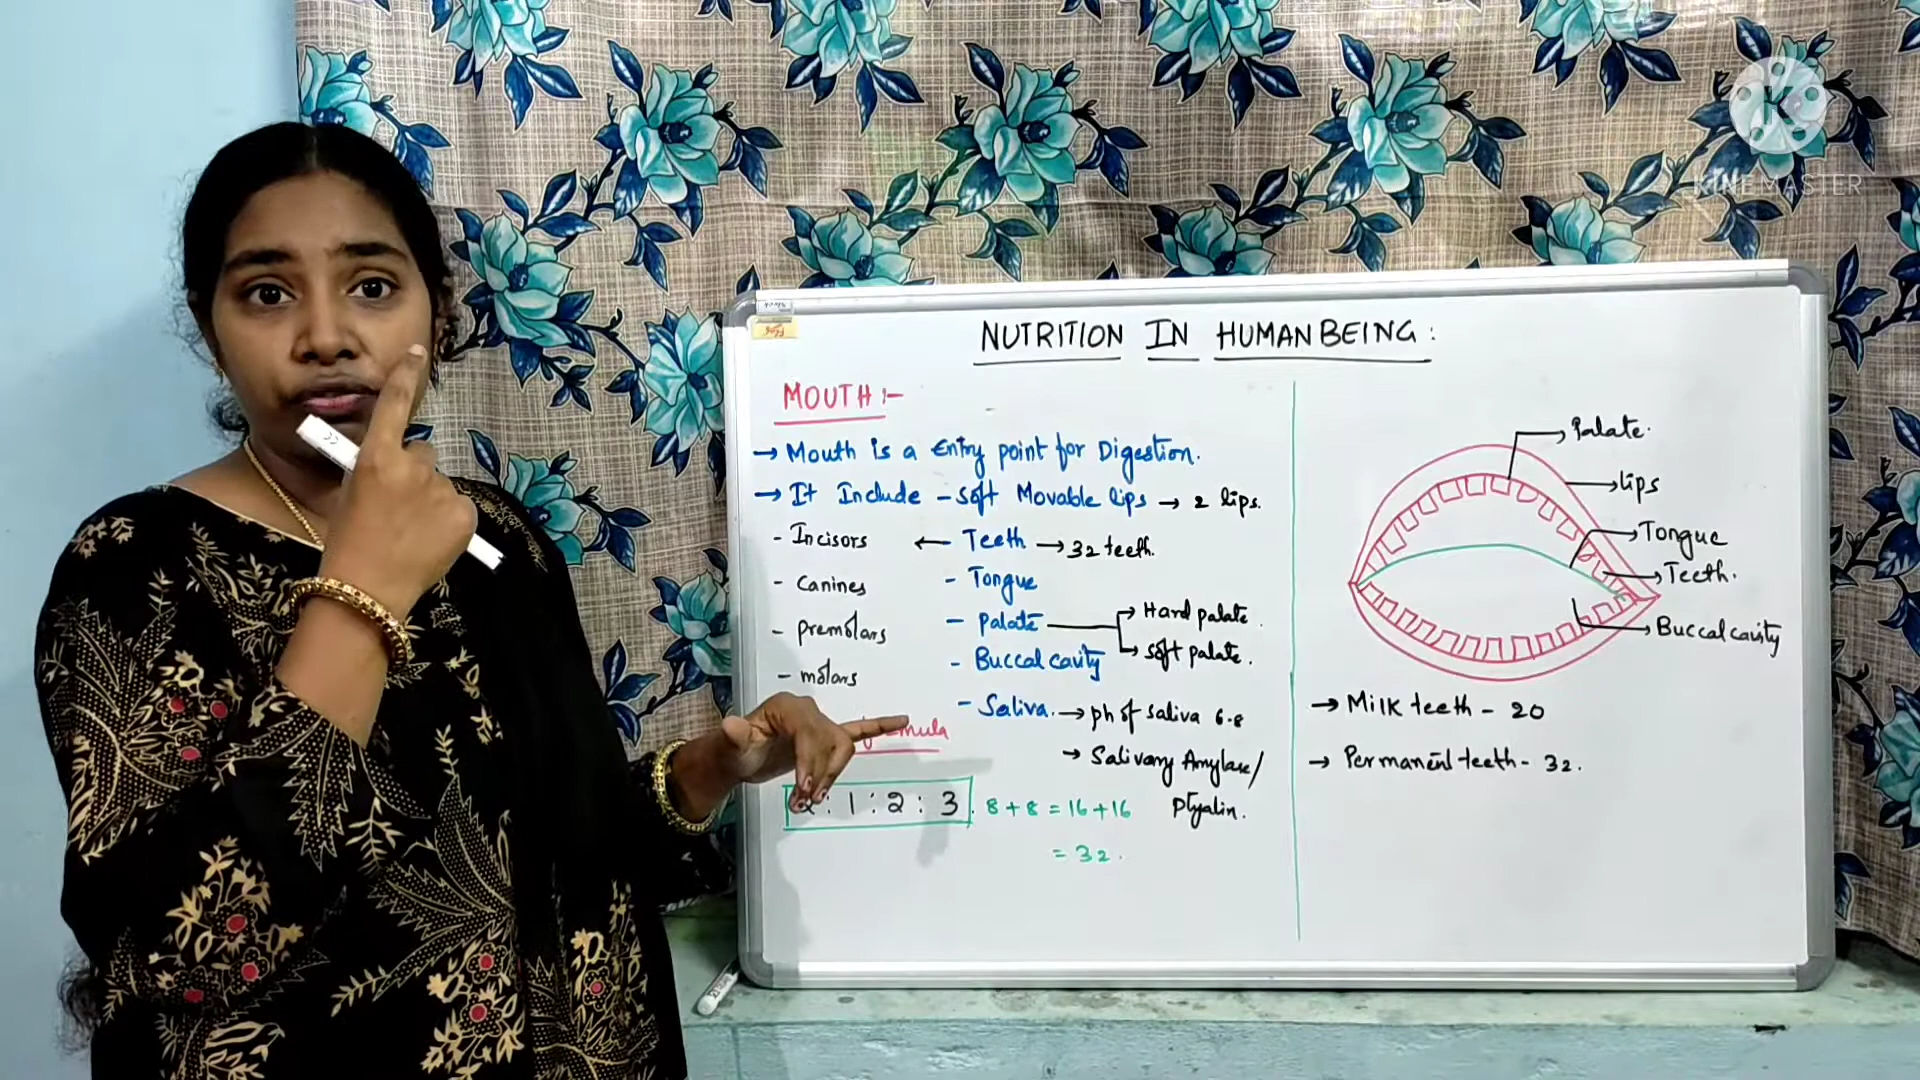 K
KINEMASTER
NUTRITION IN HUMAN BEING :
MOUTH :-
→ Mouth is a Entry point for Digestion.
→ It Include - Soft Movable lips → 2 lips.
- Incisors ← Teeth → 32 teeth.
- Canines
- premolars
- molars
- Tongue
- Palate
→ Hard palate.
→ Soft palate.
- Buccal cavity
- Saliva. → ph of saliva 6.8
→ Salivary Amylase/
Ptyalin.
2 : 1 : 2 : 3 . 8 + 8 = 16 + 16
= 32.
Palate.
lips
Tongue
Teeth.
Buccal cavity
→ Milk teeth - 20
→ Permanent teeth - 32.